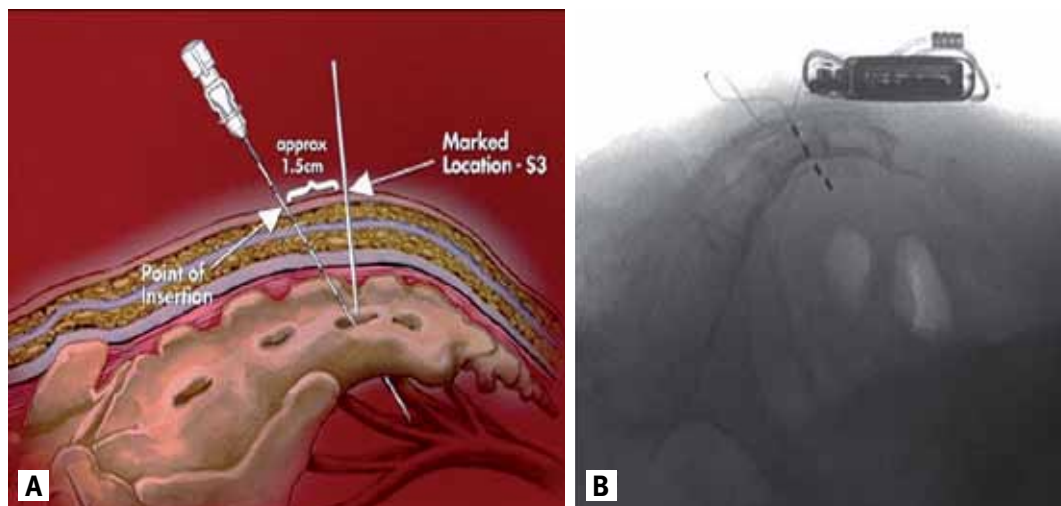 approx
1.5cm
Marked
Location - S3
Point of
Insertion
A
B